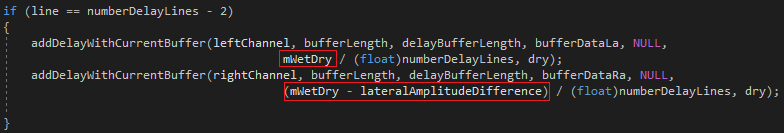 if (line == numberDelayLines - 2)
{
addDelayWithCurrentBuffer(leftChannel, bufferLength, delayBufferLength, bufferDataLa, NULL,
mWetDry / (float)numberDelayLines, dry);
addDelayWithCurrentBuffer(rightChannel, bufferLength, delayBufferLength, bufferDataRa, NULL,
(mWetDry - lateralAmplitudeDifference) / (float)numberDelayLines, dry);
}